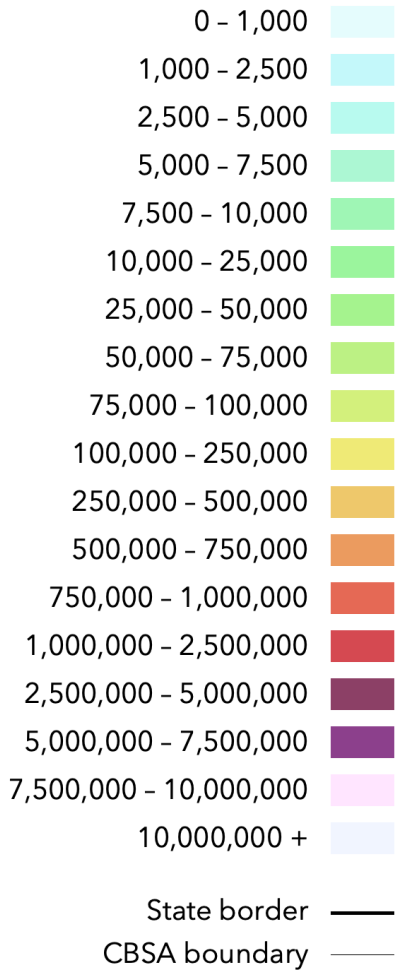 0 – 1,000
1,000 – 2,500
2,500 – 5,000
5,000 – 7,500
7,500 – 10,000
10,000 – 25,000
25,000 – 50,000
50,000 – 75,000
75,000 – 100,000
100,000 – 250,000
250,000 – 500,000
500,000 – 750,000
750,000 – 1,000,000
1,000,000 – 2,500,000
2,500,000 – 5,000,000
5,000,000 – 7,500,000
7,500,000 – 10,000,000
10,000,000 +
State border
CBSA boundary